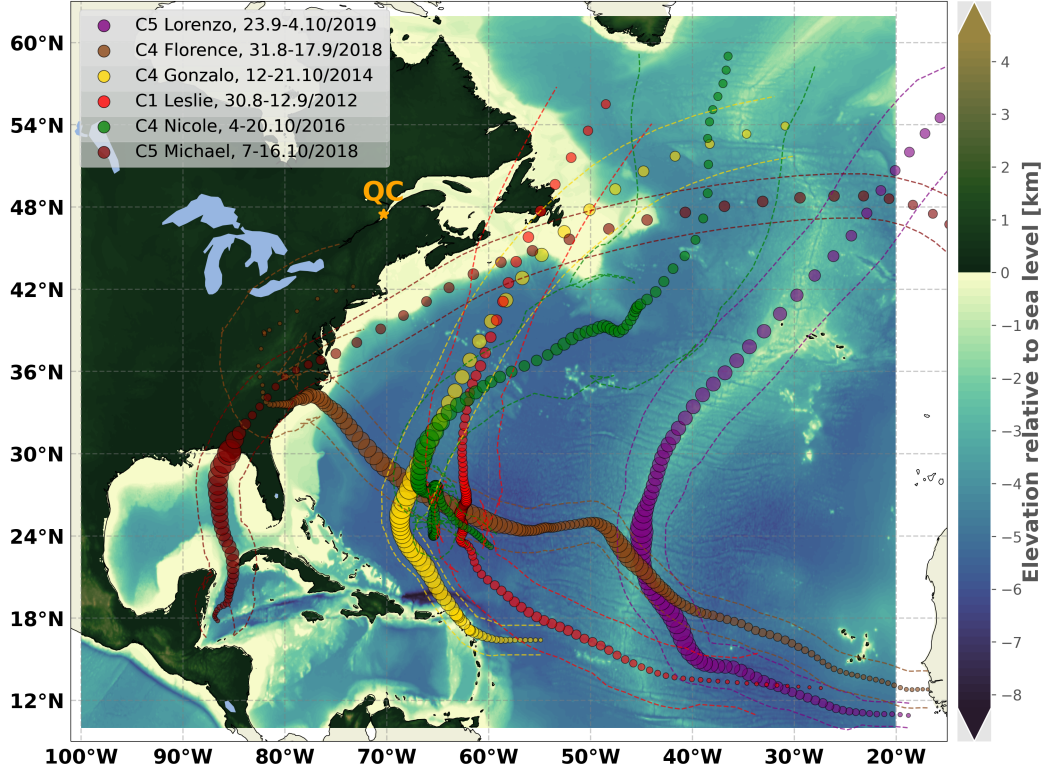 C5 Lorenzo, 23.9-4.10/2019
C4 Florence, 31.8-17.9/2018
C4 Gonzalo, 12-21.10/2014
C1 Leslie, 30.8-12.9/2012
C4 Nicole, 4-20.10/2016
C5 Michael, 7-16.10/2018
QC
60°N
54°N
48°N
42°N
36°N
30°N
24°N
18°N
12°N
100°W 90°W 80°W 70°W 60°W 50°W 40°W 30°W 20°W
4
3
2
1
0
−1
−2
−3
−4
−5
−6
−7
−8
Elevation relative to sea level [km]